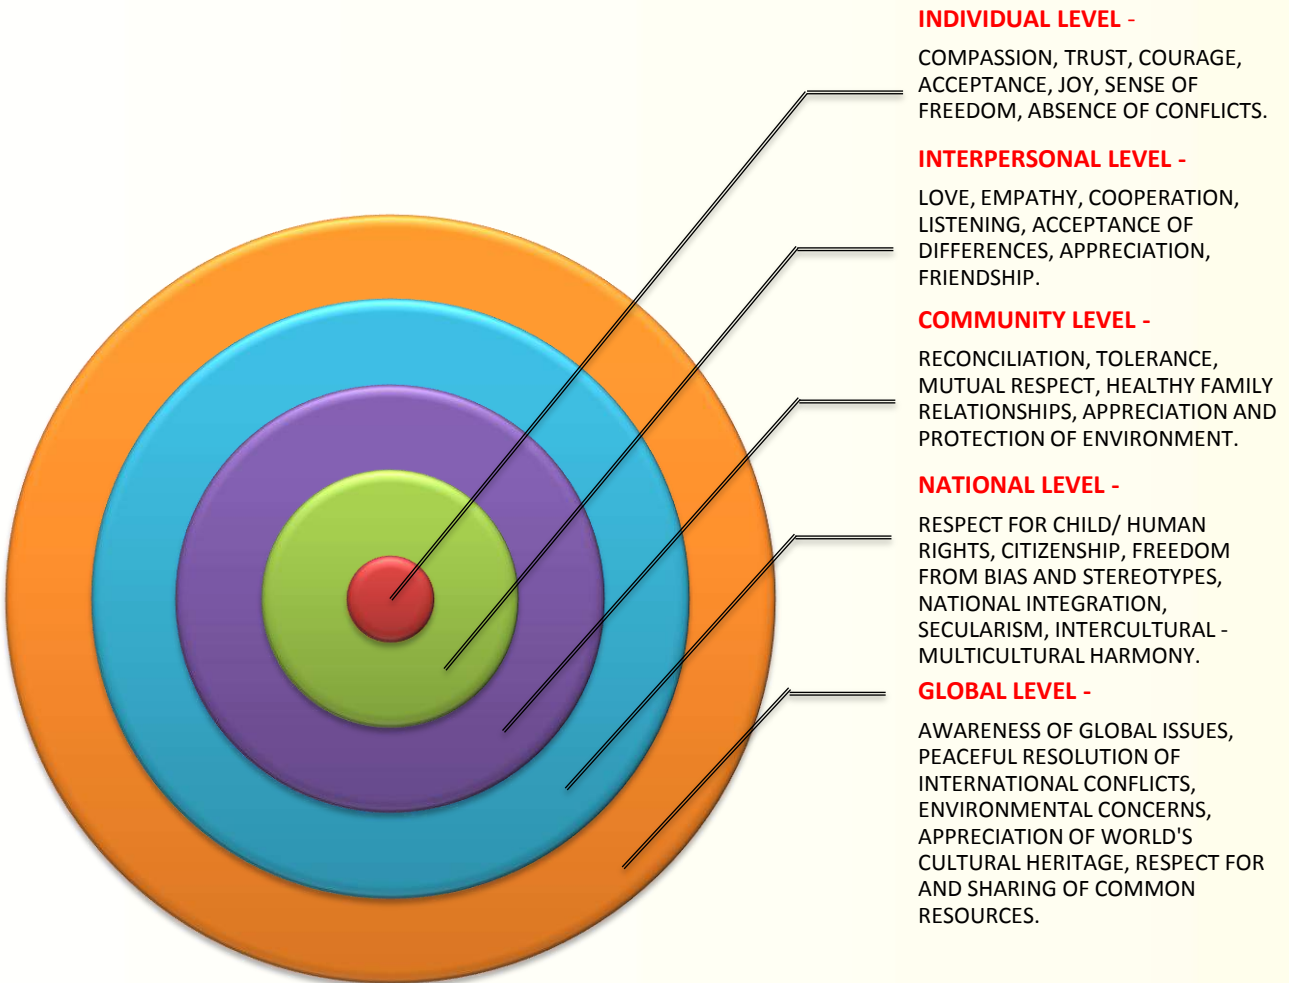 INDIVIDUAL LEVEL -
COMPASSION, TRUST, COURAGE,
ACCEPTANCE, JOY, SENSE OF
FREEDOM, ABSENCE OF CONFLICTS.
INTERPERSONAL LEVEL -
LOVE, EMPATHY, COOPERATION,
LISTENING, ACCEPTANCE OF
DIFFERENCES, APPRECIATION,
FRIENDSHIP.
COMMUNITY LEVEL -
RECONCILIATION, TOLERANCE,
MUTUAL RESPECT, HEALTHY FAMILY
RELATIONSHIPS, APPRECIATION AND
PROTECTION OF ENVIRONMENT.
NATIONAL LEVEL -
RESPECT FOR CHILD/ HUMAN
RIGHTS, CITIZENSHIP, FREEDOM
FROM BIAS AND STEREOTYPES,
NATIONAL INTEGRATION,
SECULARISM, INTERCULTURAL -
MULTICULTURAL HARMONY.
GLOBAL LEVEL -
AWARENESS OF GLOBAL ISSUES,
PEACEFUL RESOLUTION OF
INTERNATIONAL CONFLICTS,
ENVIRONMENTAL CONCERNS,
APPRECIATION OF WORLD'S
CULTURAL HERITAGE, RESPECT FOR
AND SHARING OF COMMON
RESOURCES.